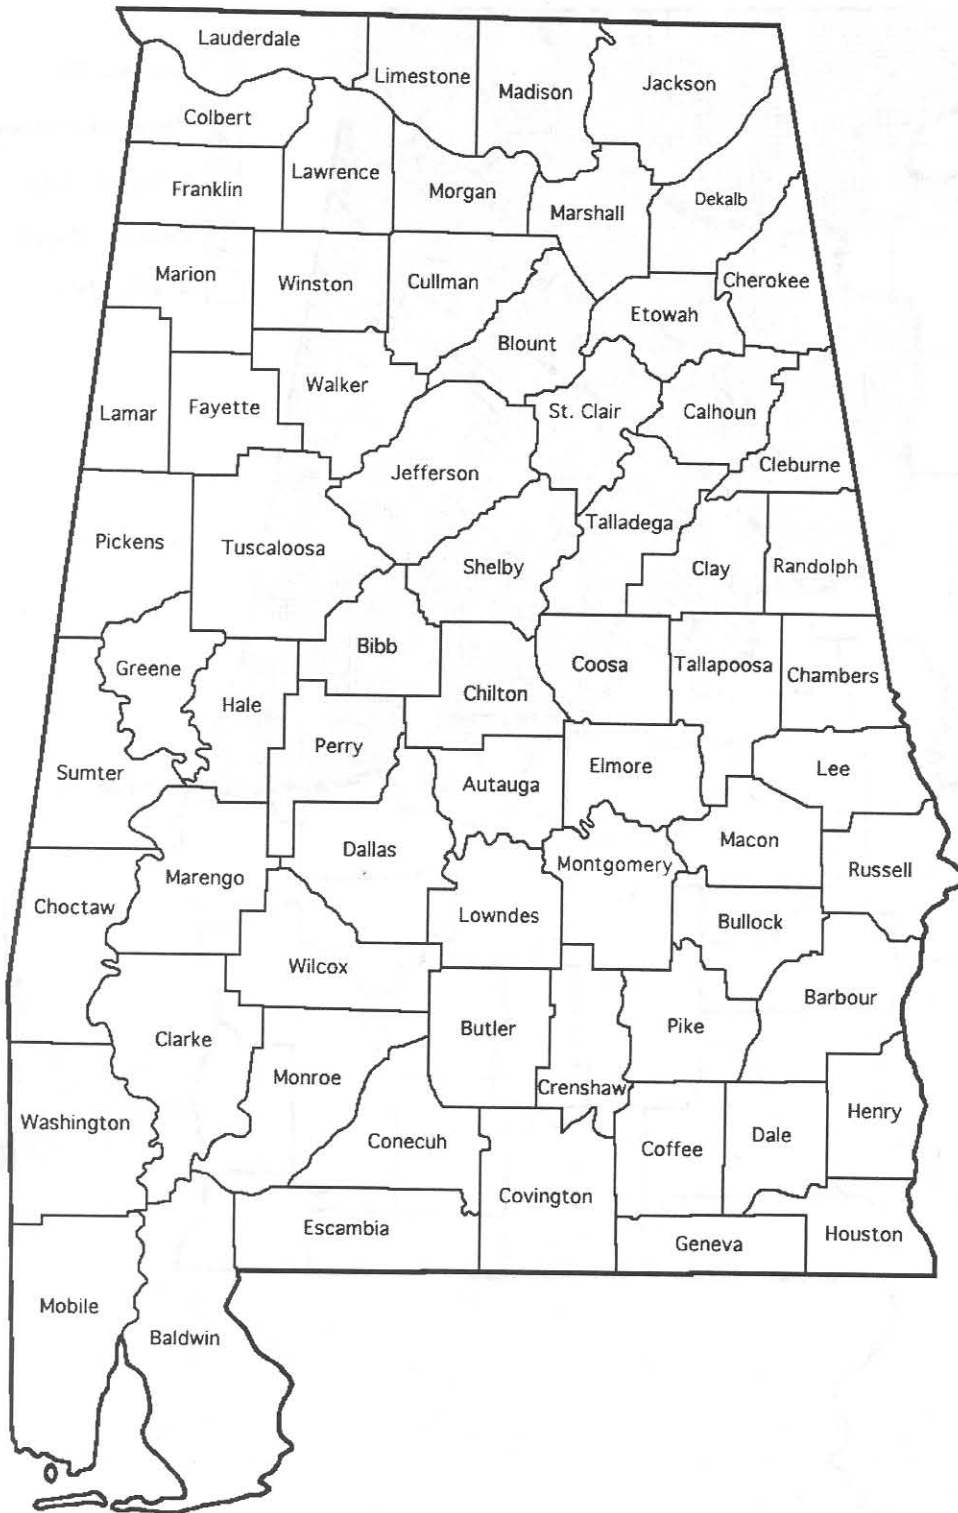 Lauderdale
Limestone
Madison
Jackson
Colbert
Lawrence
Franklin
Morgan
Marshall
Dekalb
Marion
Winston
Cullman
Cherokee
Etowah
Blount
Walker
Lamar
Fayette
St. Clair
Calhoun
Jefferson
Cleburne
Pickens
Tuscaloosa
Talladega
Shelby
Clay
Randolph
Greene
Bibb
Coosa
Tallapoosa
Chambers
Hale
Chilton
Perry
Sumter
Autauga
Elmore
Lee
Dallas
Macon
Marengo
Montgomery
Russell
Choctaw
Lowndes
Bullock
Wilcox
Barbour
Clarke
Butler
Pike
Monroe
Crenshaw
Washington
Conecuh
Coffee
Dale
Henry
Covington
Escambia
Geneva
Houston
Mobile
Baldwin